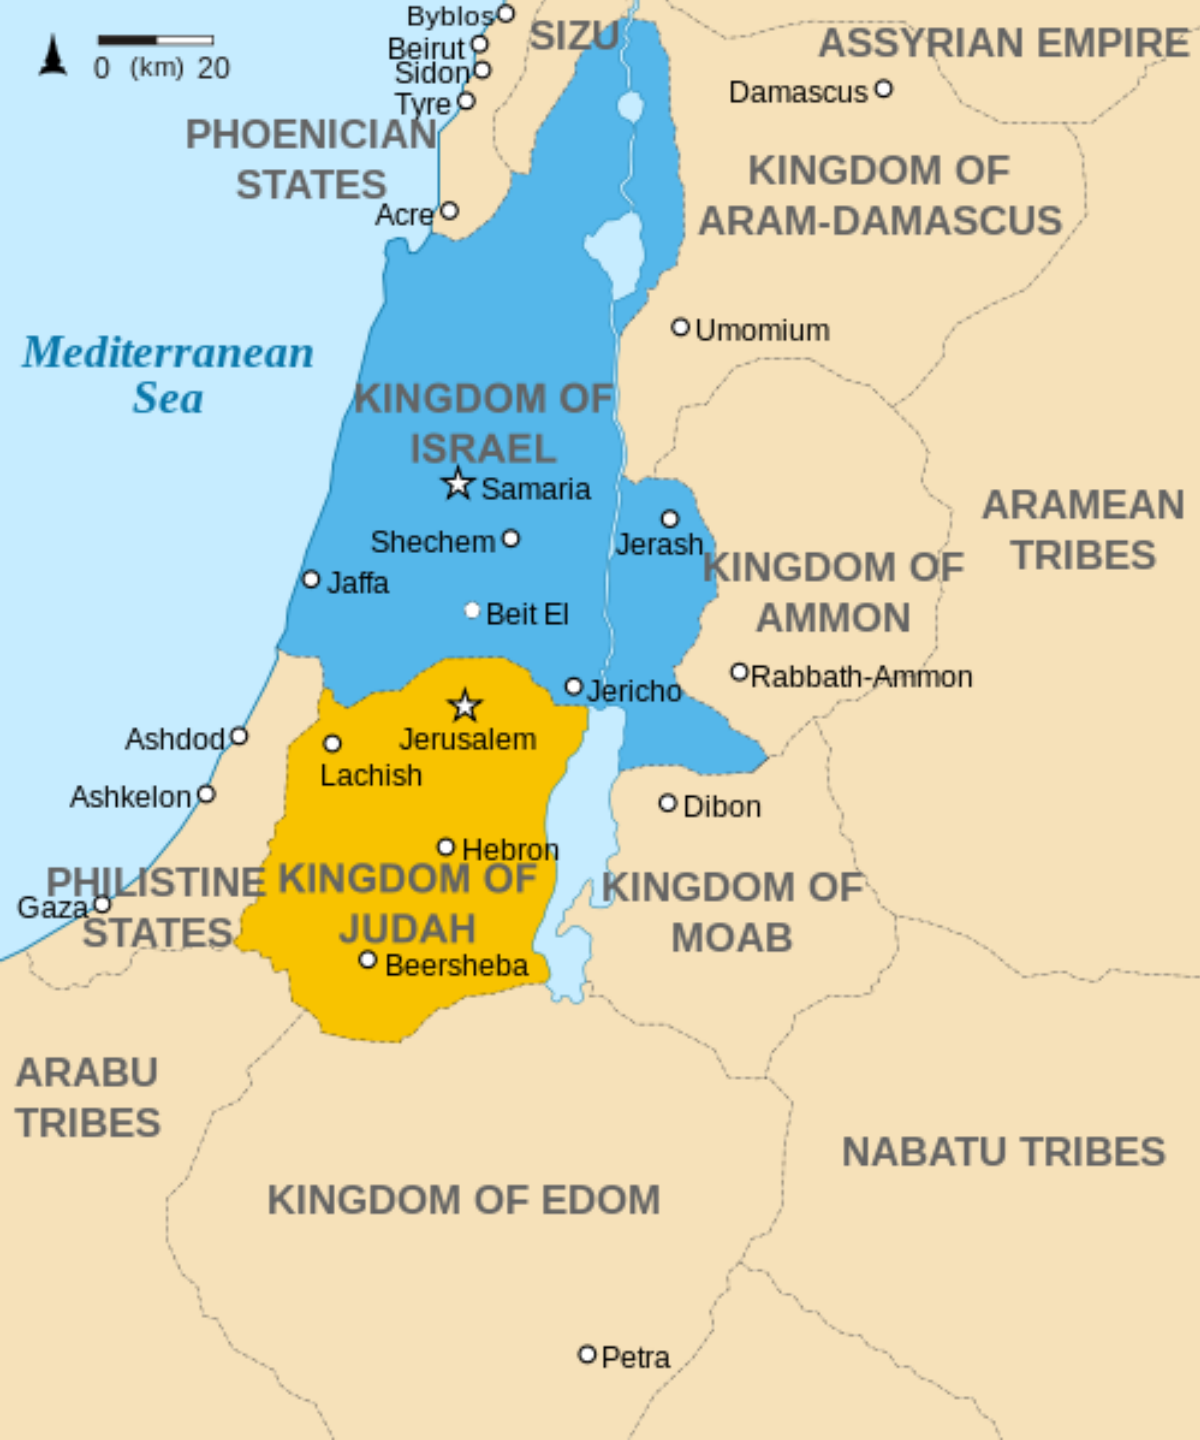 Byblos
SIZU
Beirut
ASSYRIAN EMPIRE
0 (km) 20
Sidon
Damascus
Tyre
PHOENICIAN
STATES
KINGDOM OF
ARAM-DAMASCUS
Acre
Umomium
Mediterranean
Sea
KINGDOM OF
ISRAEL
Samaria
ARAMEAN
TRIBES
Shechem
Jerash
KINGDOM OF
AMMON
Jaffa
Beit El
Rabbath-Ammon
Jericho
Ashdod
Jerusalem
Lachish
Ashkelon
Dibon
Hebron
PHILISTINE
STATES
KINGDOM OF
JUDAH
KINGDOM OF
MOAB
Gaza
Beersheba
ARABU
TRIBES
NABATU TRIBES
KINGDOM OF EDOM
Petra